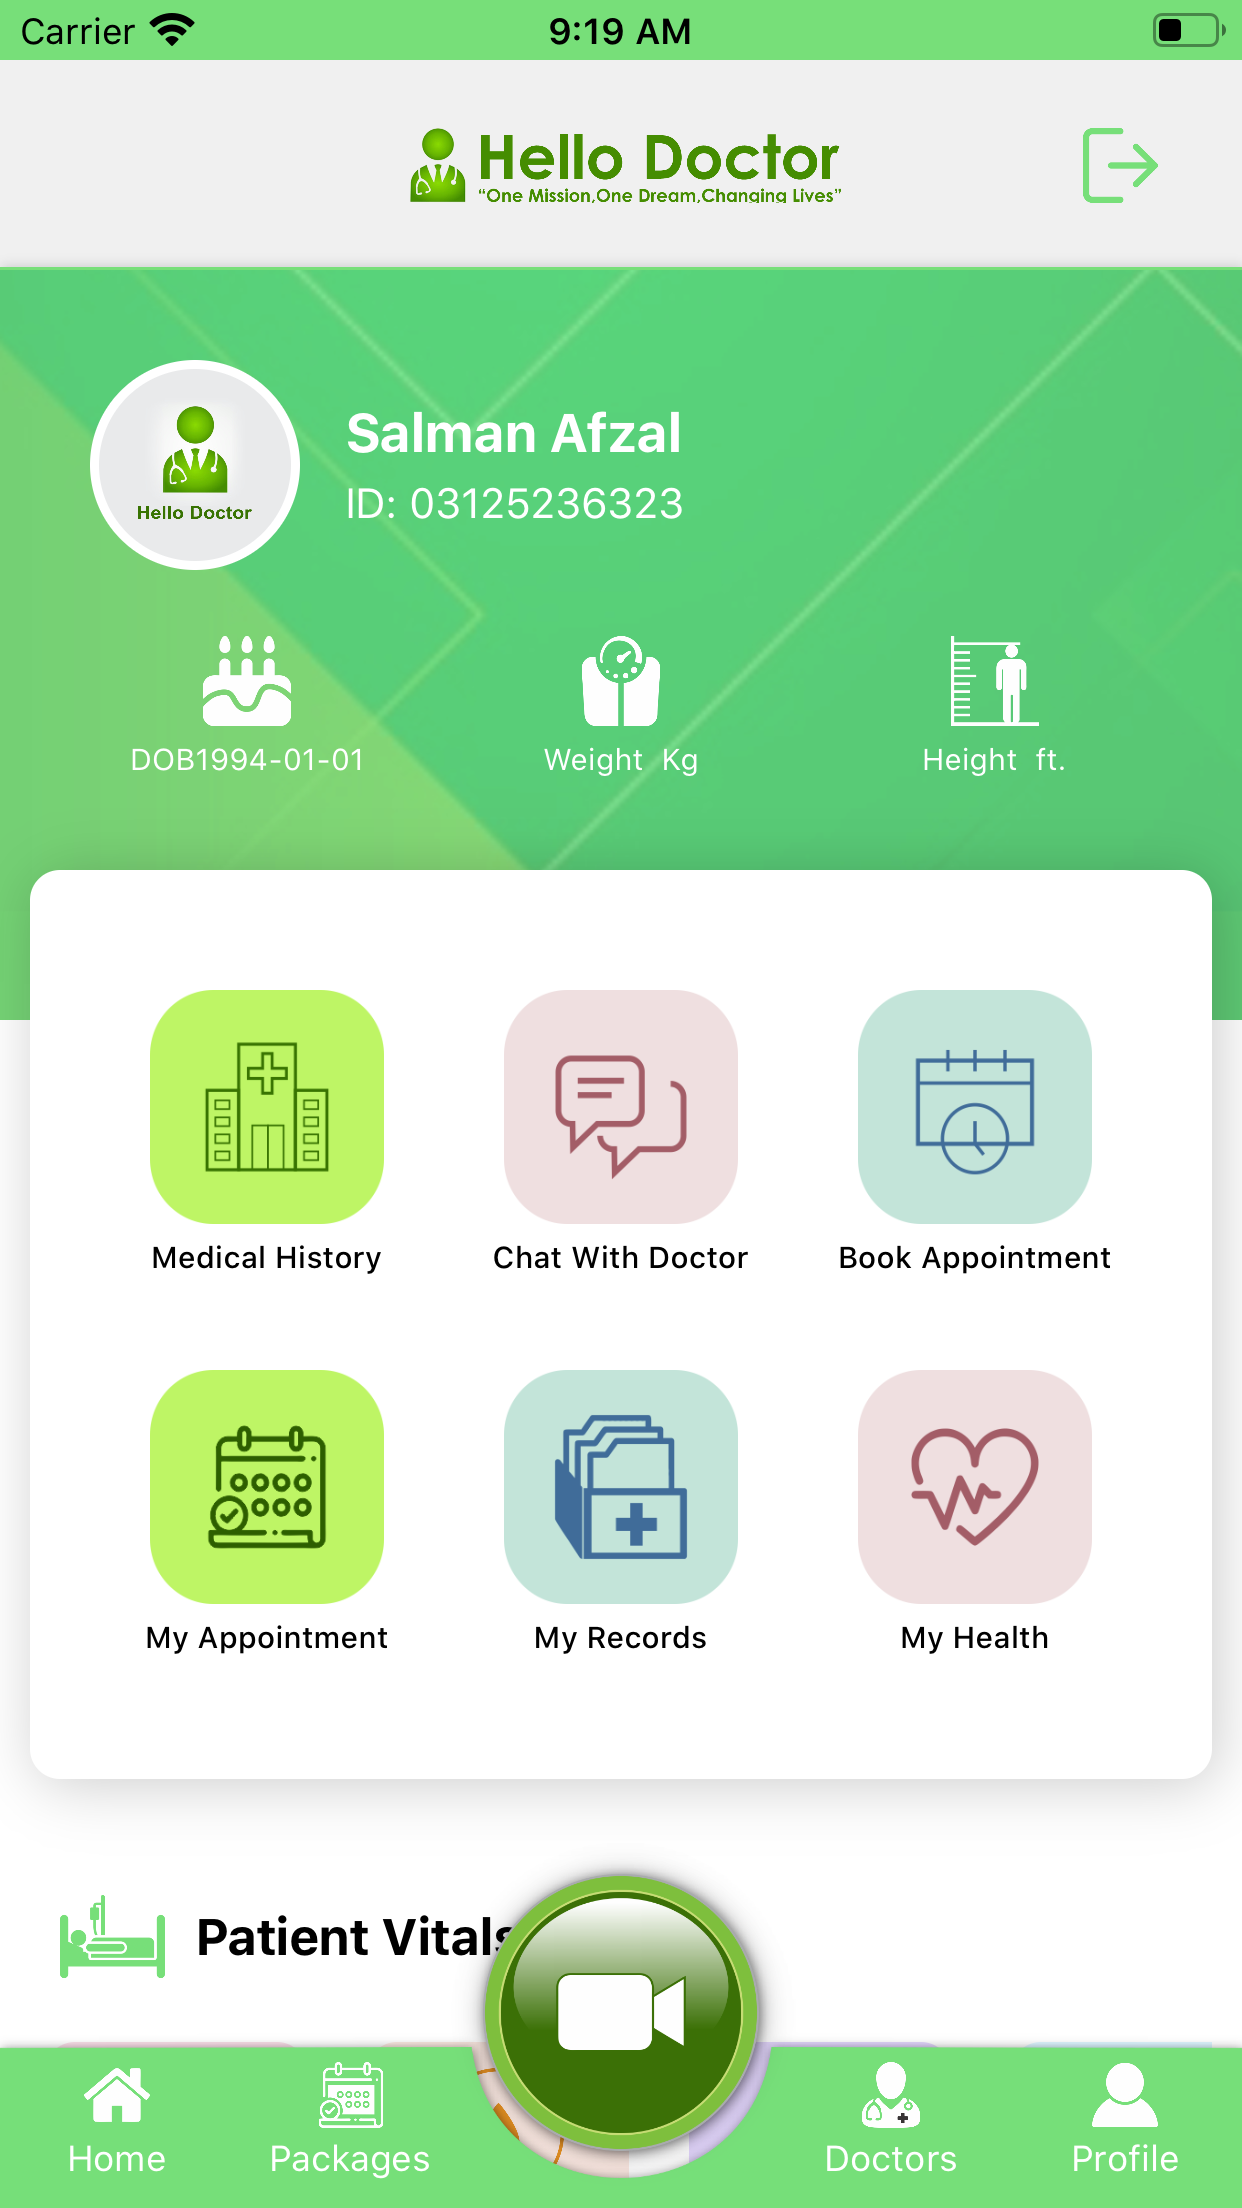 Carrier 9:19 AM
Hello Doctor
“One Mission,One Dream,Changing Lives”
Hello Doctor
Salman Afzal
ID: 03125236323
DOB1994-01-01 Weight Kg Height ft.
Medical History Chat With Doctor Book Appointment
My Appointment My Records My Health
Patient Vitals
Home Packages Doctors Profile